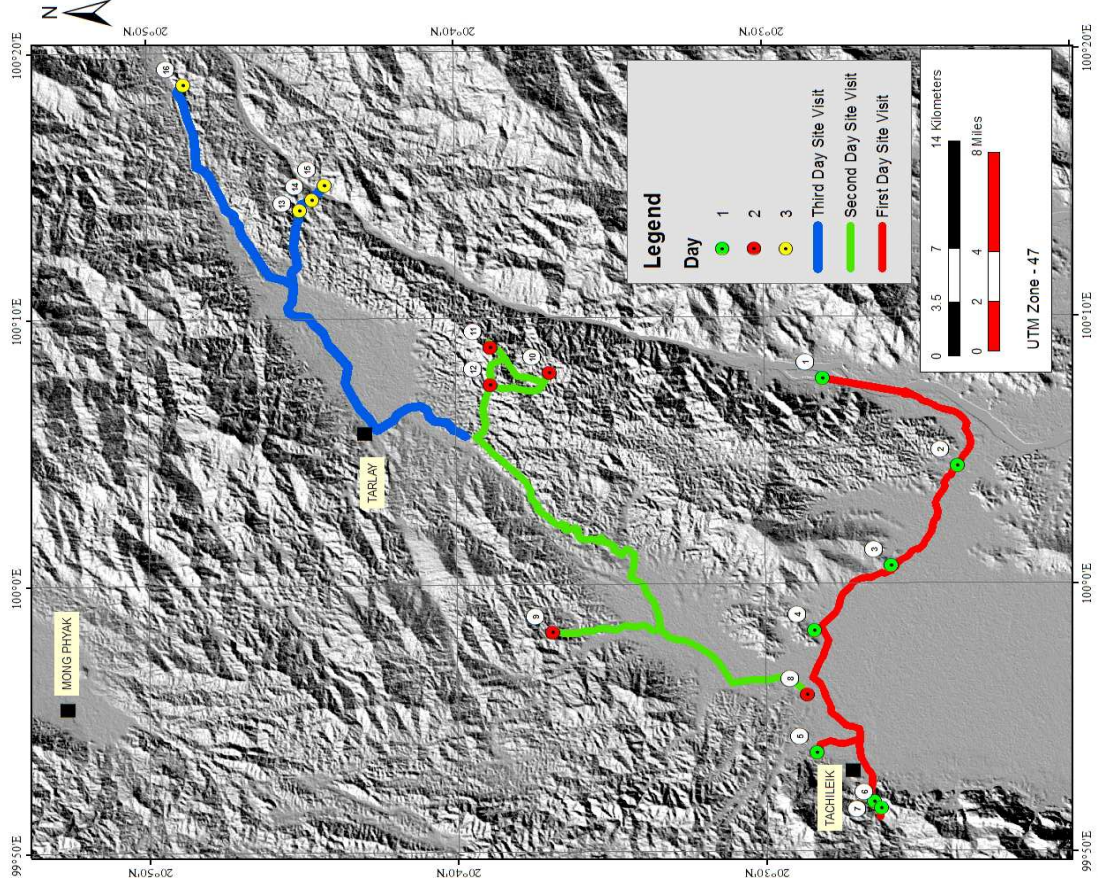 N
99°50'E
100°0'E
100°10'E
100°20'E
20°50'N
20°40'N
20°30'N
MONG PHYAK
TARLAY
TACHILEIK
1
2
3
4
5
6
7
8
9
10
11
12
13
14
15
16
Legend
Day
1
2
3
Third Day Site Visit
Second Day Site Visit
First Day Site Visit
0 3.5 7 14 Kilometers
0 2 4 8 Miles
UTM Zone - 47
20°50'N
20°40'N
20°30'N
99°50'E
100°0'E
100°10'E
100°20'E